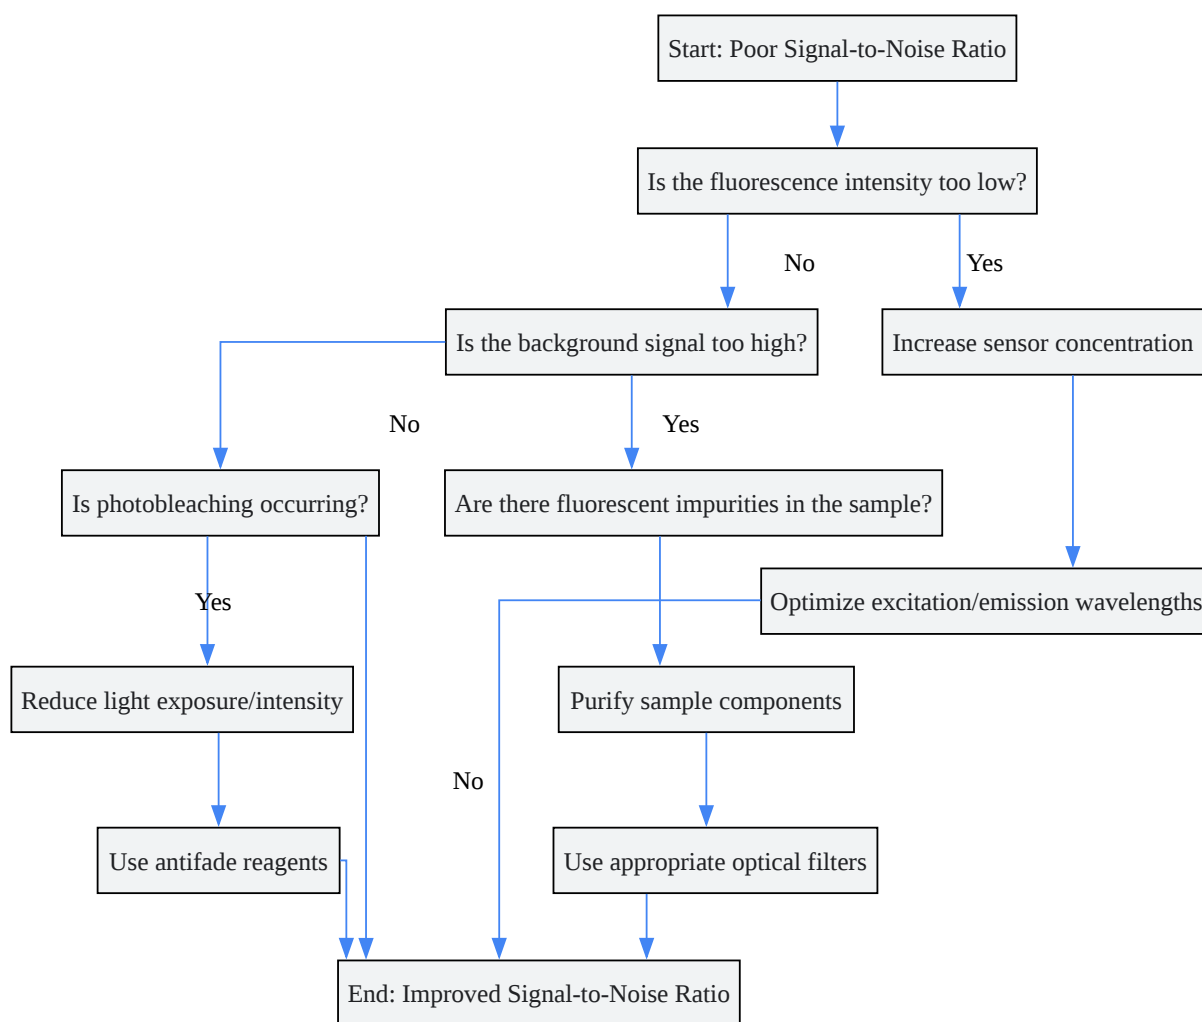 Start: Poor Signal-to-Noise Ratio
Is the fluorescence intensity too low?
No
Yes
Is the background signal too high?
Increase sensor concentration
No
Yes
Is photobleaching occurring?
Are there fluorescent impurities in the sample?
Yes
Optimize excitation/emission wavelengths
Reduce light exposure/intensity
Purify sample components
No
Use antifade reagents
Use appropriate optical filters
End: Improved Signal-to-Noise Ratio